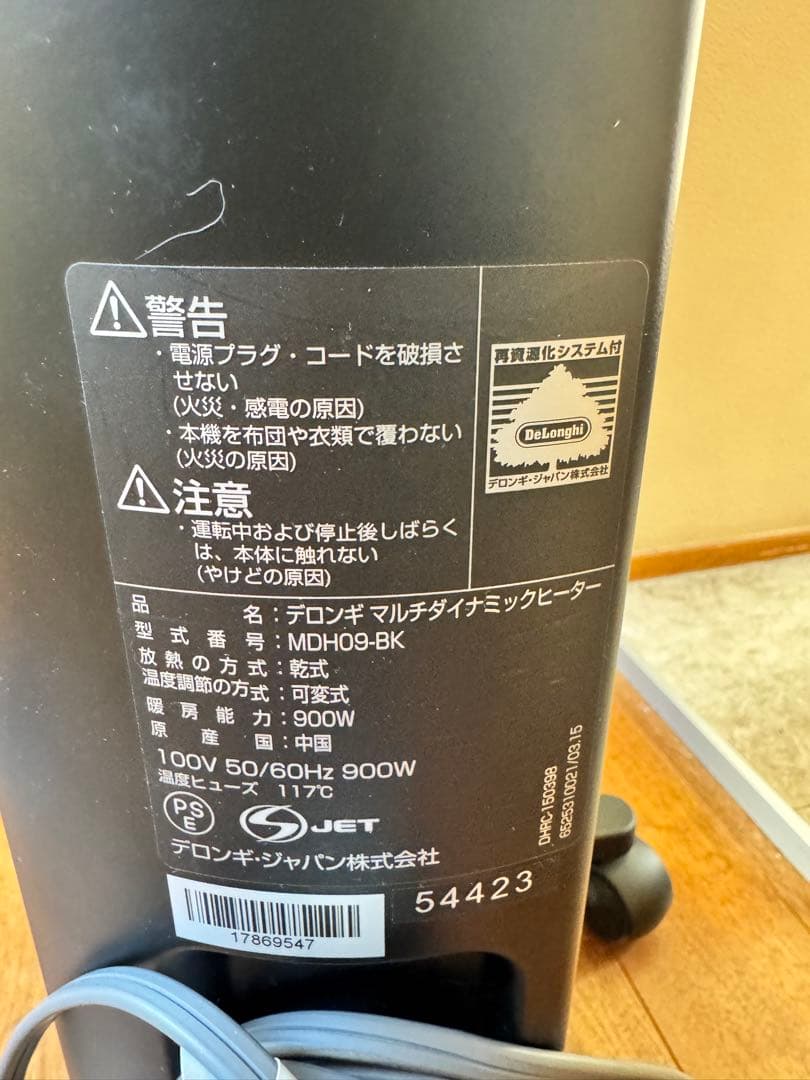 警告
・電源プラグ・コードを破損さ
せない
(火災・感電の原因)
・本機を布団や衣類で覆わない
(火災の原因)
注意
・運転中および停止後しばらく
は、本体に触れない
(やけどの原因)
再資源化システム付
DeLonghi
デロンギ・ジャパン株式会社
品名：デロンギ マルチダイナミックヒーター
型式番号：MDH09-BK
放熱の方式：乾式
温度調節の方式：可変式
暖房能力：900W
原産国：中国
100V 50/60Hz 900W
温度ヒューズ 117℃
PS
E
JET
デロンギ・ジャパン株式会社
DHRC-150398
6525310021/03.15
54423
17869547